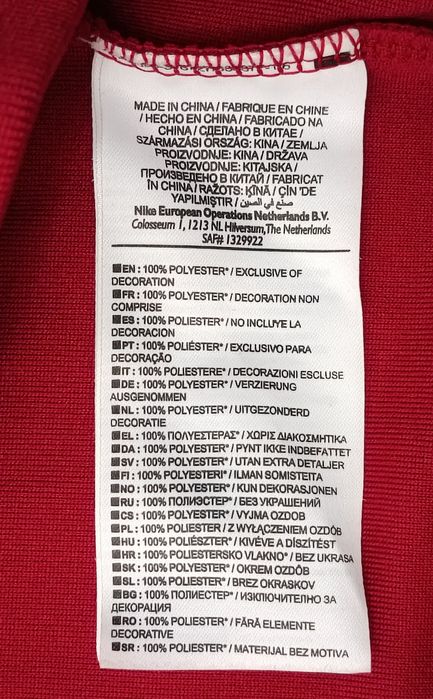 MADE IN CHINA / FABRIQUE EN CHINE
/ HECHO EN CHINA / FABRICADO NA
CHINA / СДЕЛАНО В КИТАЕ /
SZÁRMAZÁSI ÓRSZÁG: KINA / ZEMLJA
PROIZVODNJE: KINA / DRŽAVA
PROIZVODNJE: KITAJSKA /
ПРОИЗВЕДЕНО В КИТАЙ / FABRICAT
ÎN CHINA / RAŽOTS: ĶĪNĀ / ÇİN 'DE
YAPILMIŞTIR / صنع في الصين
Nike European Operations Netherlands B.V.
Colosseum 1, 1213 NL Hilversum, The Netherlands
SAF# 1329922
EN : 100% POLYESTER* / EXCLUSIVE OF
DECORATION
FR : 100% POLYESTER* / DECORATION NON
COMPRISE
ES : 100% POLIESTER* / NO INCLUYE LA
DECORACION
PT : 100% POLIÉSTER* / EXCLUSIVO PARA
DECORAÇÃO
IT : 100% POLIESTERE* / DECORAZIONI ESCLUSE
DE : 100% POLYESTER* / VERZIERUNG
AUSGENOMMEN
NL : 100% POLYESTER* / UITGEZONDERD
DECORATIE
EL : 100% ΠΟΛΥΕΣΤΕΡΑΣ* / ΧΩΡΙΣ ΔΙΑΚΟΣΜΗΤΙΚΑ
DA : 100% POLYESTER* / PYNT IKKE INDBEFATTET
SV : 100% POLYESTER* / UTAN EXTRA DETALJER
FI : 100% POLYESTERI* / ILMAN SOMISTEITA
NO : 100% POLYESTER* / KUN DEKORASJONEN
RU : 100% ПОЛИЭСТЕР* / БЕЗ УКРАШЕНИЙ
CS : 100% POLYESTER* / VYJMA OZDOB
PL : 100% POLIESTER / Z WYŁĄCZENIEM OZDÓB
HU : 100% POLIÉSZTER* / KIVÉVE A DÍSZÍTÉST
HR : 100% POLIESTERSKO VLAKNO* / BEZ UKRASA
SK : 100% POLYESTER* / OKREM OZDÔB
SL : 100% POLIESTER* / BREZ OKRASKOV
BG : 100% ПОЛИЕСТЕР* / ИЗКЛЮЧИТЕЛНО ЗА
ДЕКОРАЦИЯ
RO : 100% POLIESTER* / FĂRĂ ELEMENTE
DECORATIVE
SR : 100% POLIESTER* / MATERIJAL BEZ MOTIVA